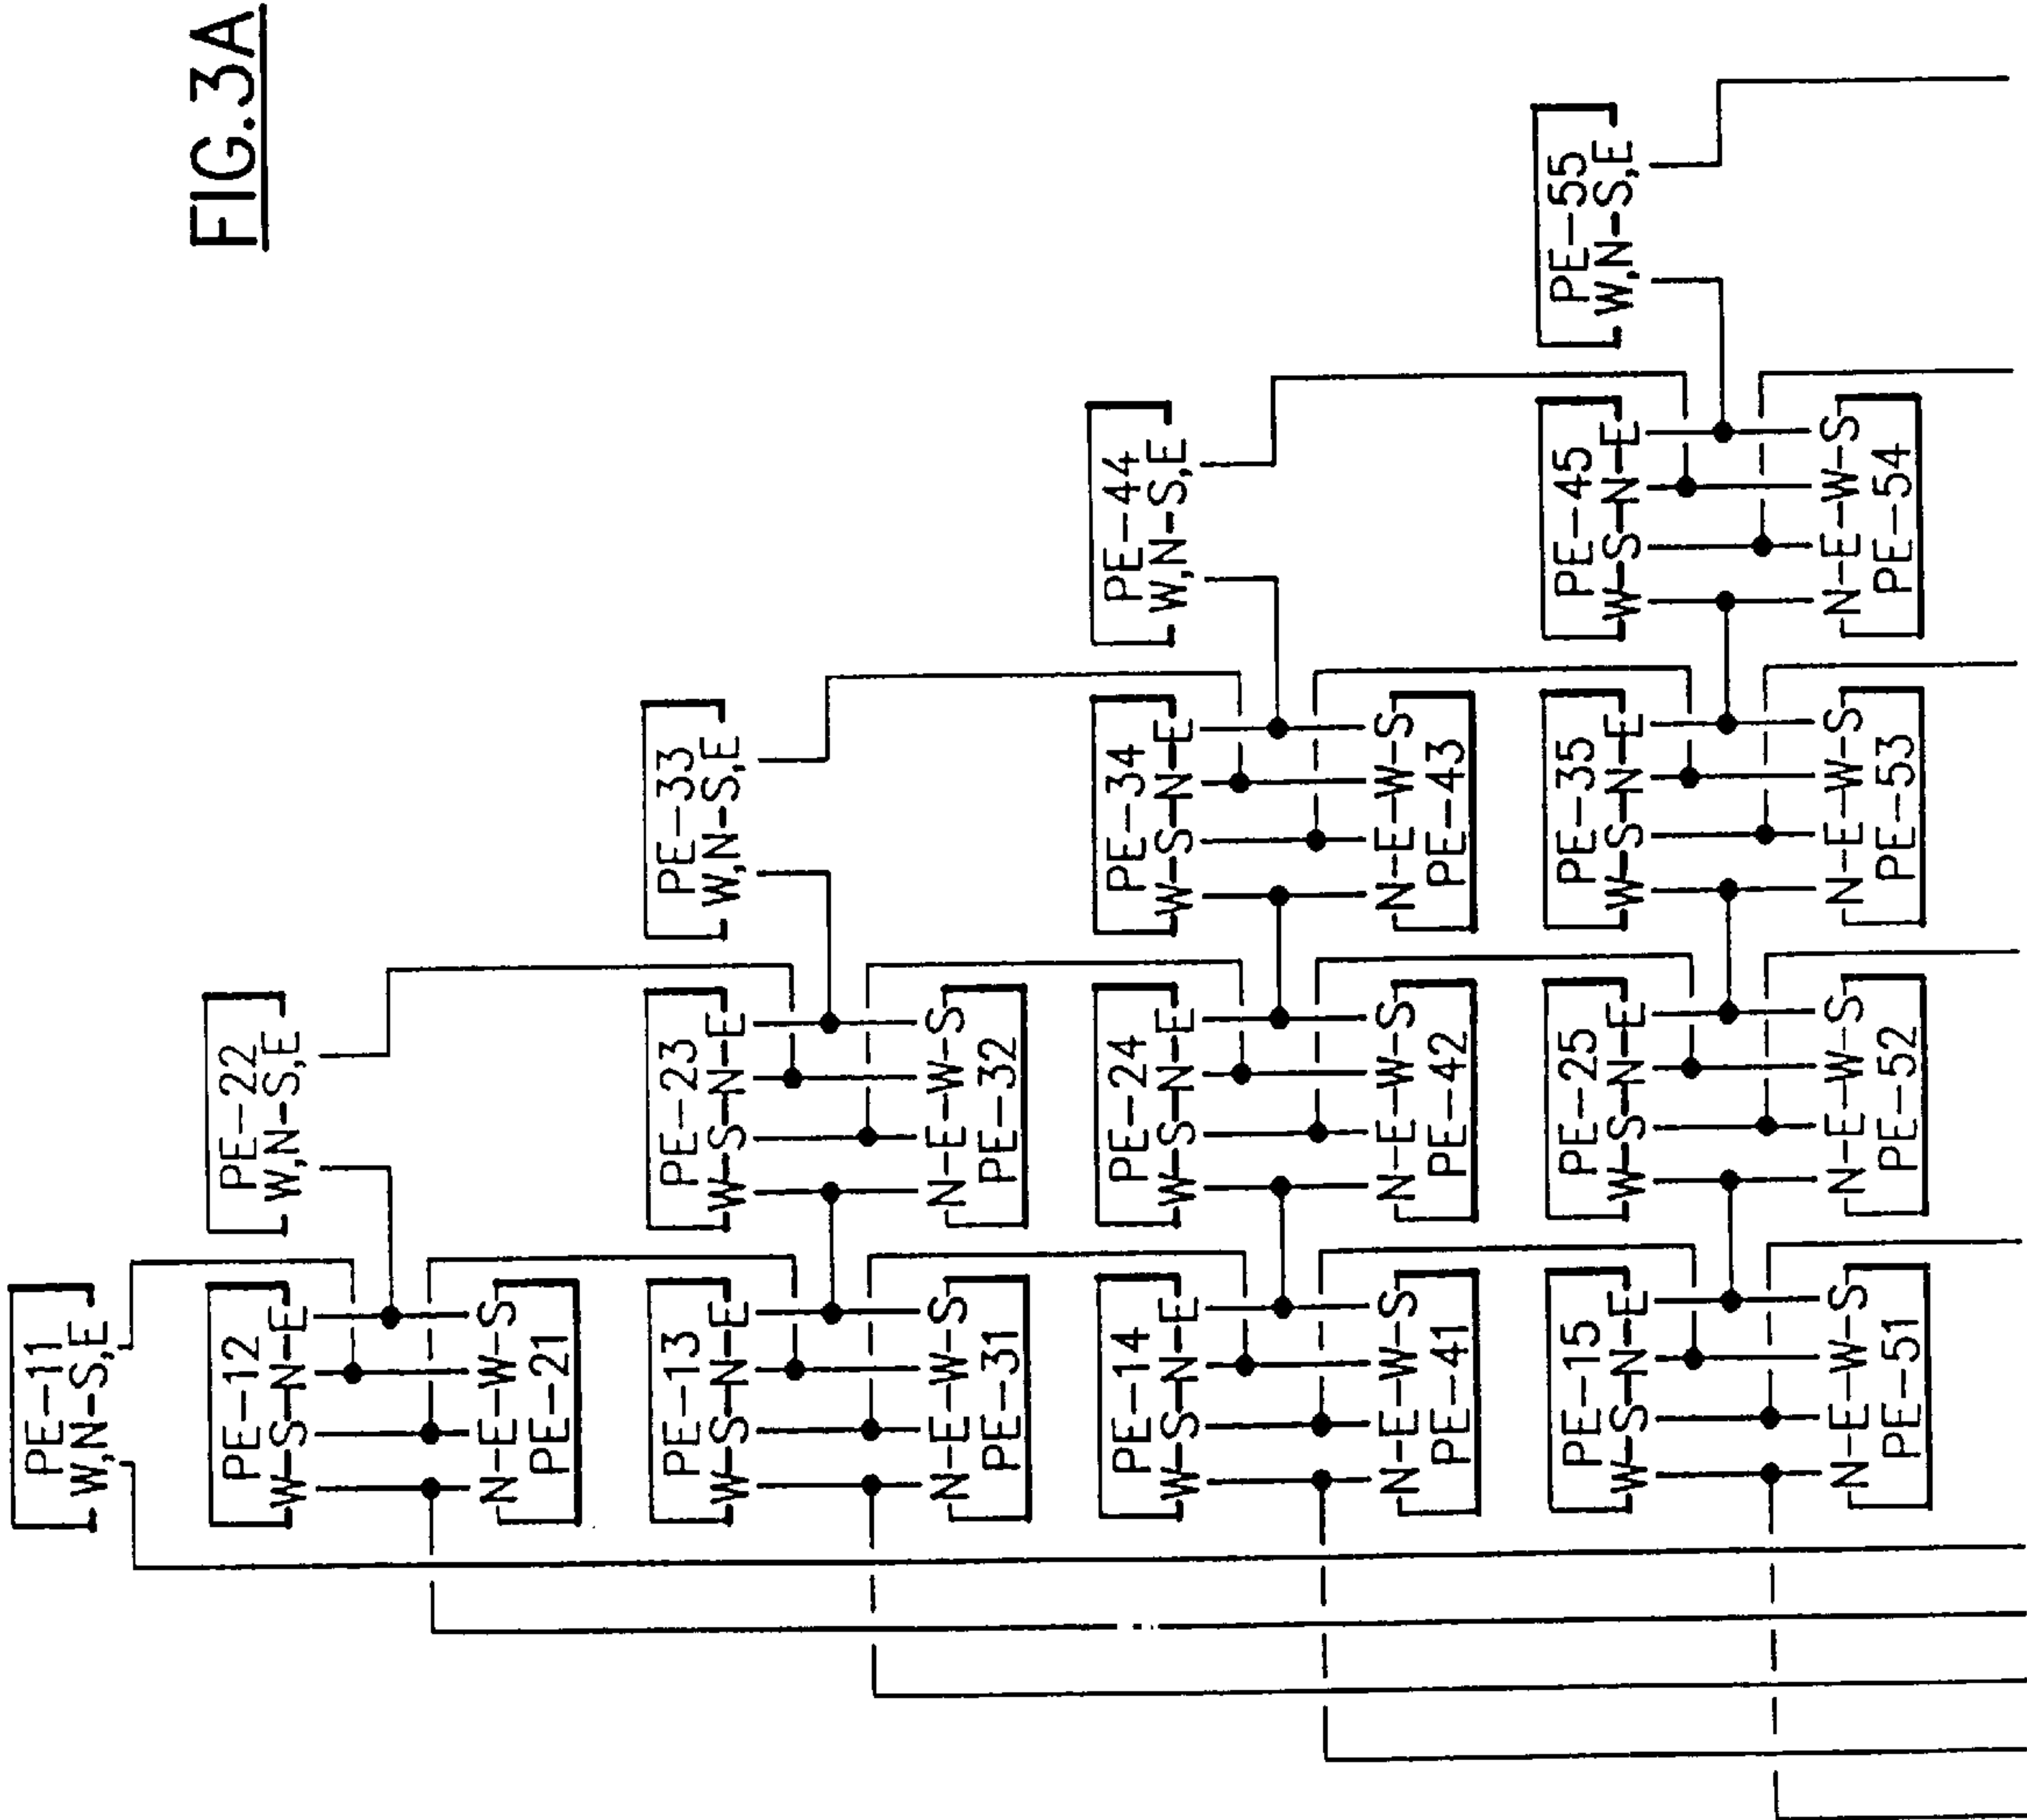 FIG.3A
PE-11
W,N-S,E
PE-22
W,N-S,E
PE-12
W-S-N-E
N-E-W-S
PE-21
PE-33
W,N-S,E
PE-23
W-S-N-E
N-E-W-S
PE-32
PE-13
W-S-N-E
N-E-W-S
PE-31
PE-44
W,N-S,E
PE-34
W-S-N-E
N-E-W-S
PE-43
PE-24
W-S-N-E
N-E-W-S
PE-42
PE-14
W-S-N-E
N-E-W-S
PE-41
PE-55
W,N-S,E
PE-45
W-S-N-E
N-E-W-S
PE-54
PE-35
W-S-N-E
N-E-W-S
PE-53
PE-25
W-S-N-E
N-E-W-S
PE-52
PE-15
W-S-N-E
N-E-W-S
PE-51